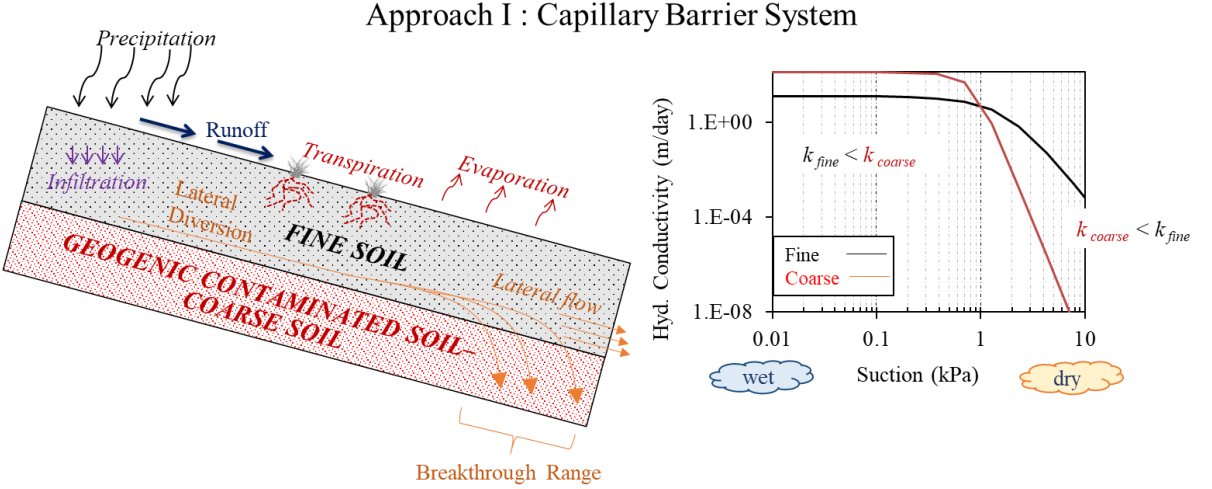 Approach I : Capillary Barrier System
Precipitation
Runoff
Infiltration
Transpiration
Evaporation
Lateral
Diversion
FINE SOIL
GEOGENIC CONTAMINATED SOIL–
COARSE SOIL
Lateral flow
Breakthrough Range
Hyd. Conductivity (m/day)
1.E+00
1.E-04
1.E-08
k fine < k coarse
k coarse < k fine
Fine
Coarse
0.01
0.1
1
10
wet
Suction (kPa)
dry